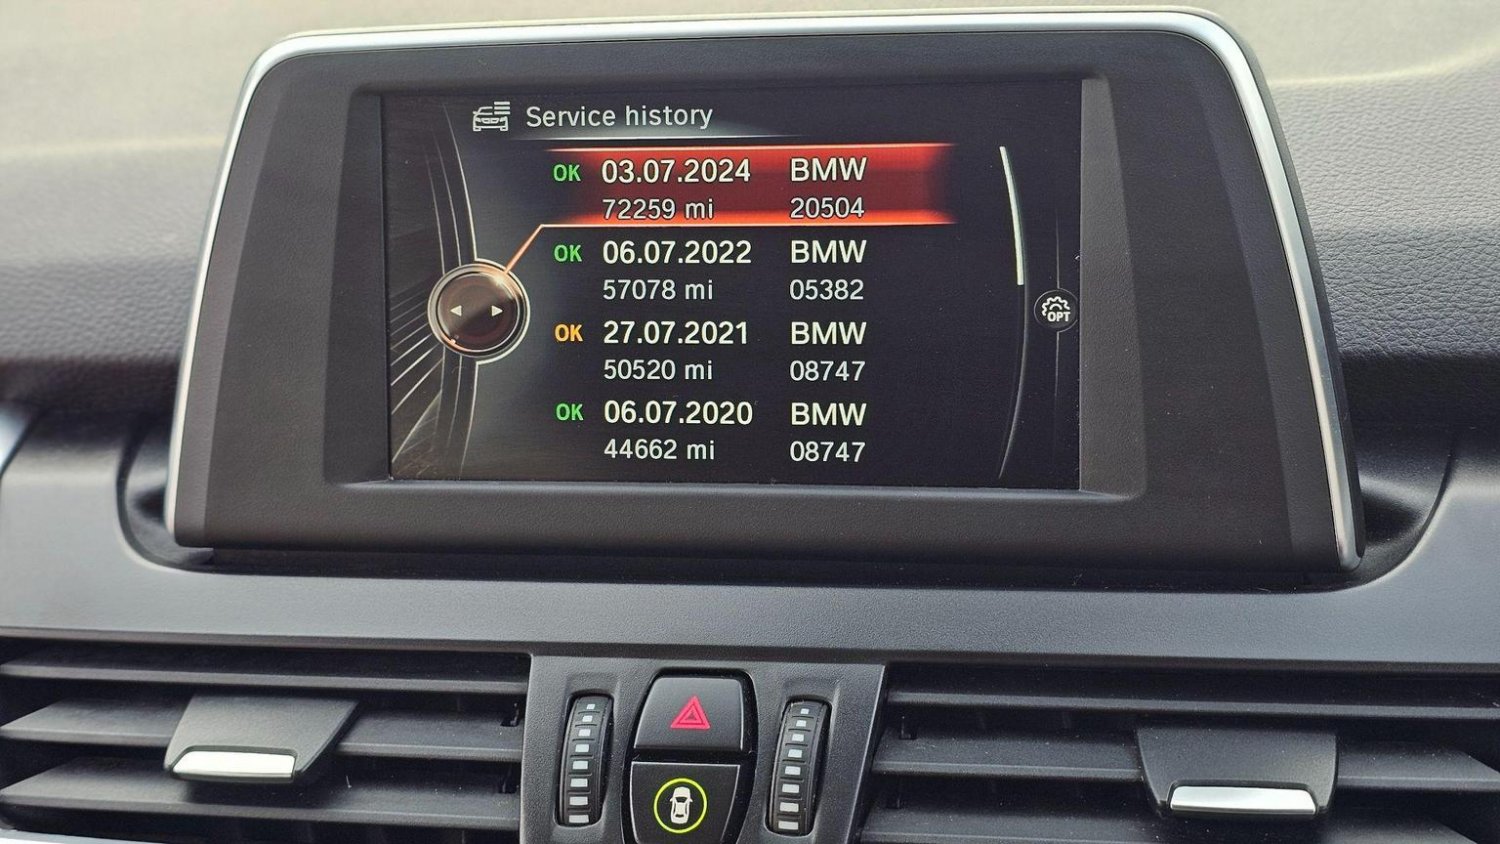 Service history
OK 03.07.2024 BMW
72259 mi 20504
OK 06.07.2022 BMW
57078 mi 05382
OK 27.07.2021 BMW
50520 mi 08747
OK 06.07.2020 BMW
44662 mi 08747
OPT